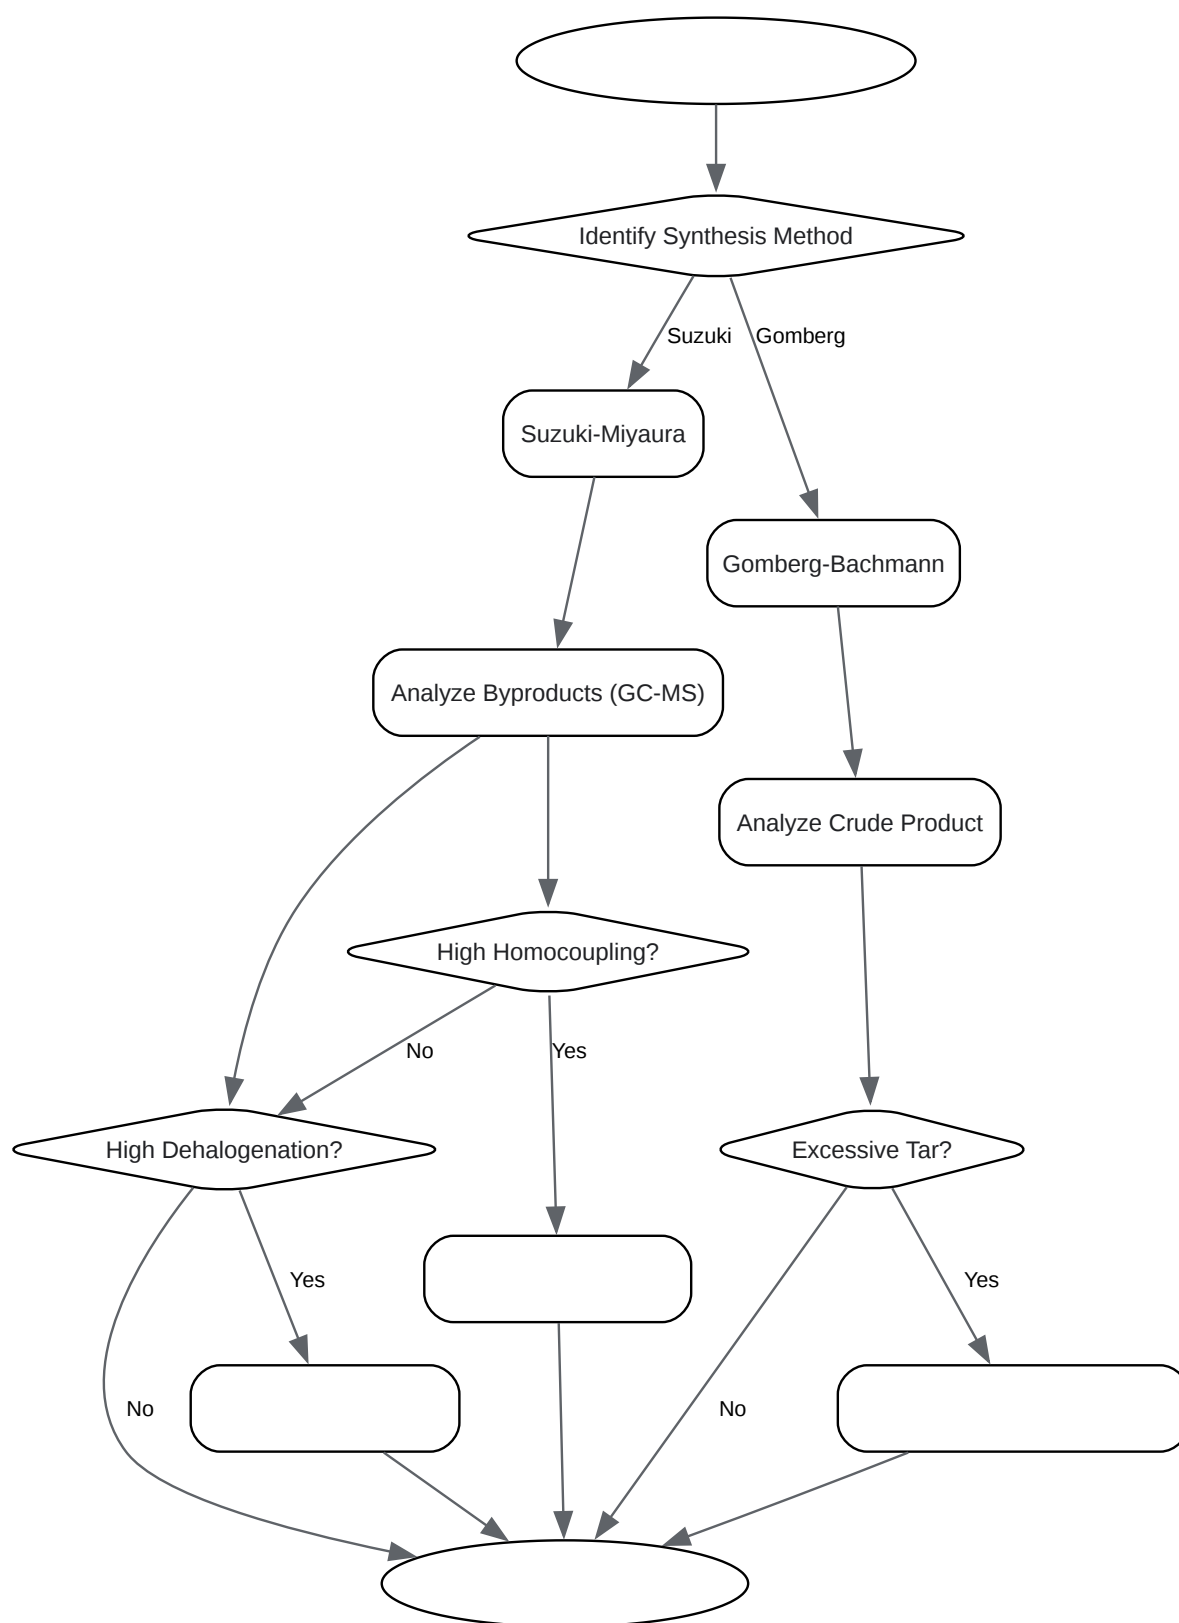 Identify Synthesis Method
Suzuki
Gomberg
Suzuki-Miyaura
Gomberg-Bachmann
Analyze Byproducts (GC-MS)
Analyze Crude Product
High Homocoupling?
No
Yes
High Dehalogenation?
Excessive Tar?
Yes
Yes
No
No